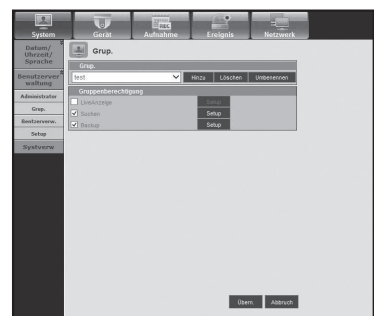 System Gerät Aufnahme Ereignis Netzwerk
Datum/
Uhrzeit/
Sprache
Benutzerver
waltung
Administrator
Grup.
Benutzerverw.
Setup
Systverw
Grup.
Grup.
test Hinzu Löschen Umbenennen
Gruppenberechtigung
LiveAnzeige Setup
Suchen Setup
Backup Setup
Übern Abbruch